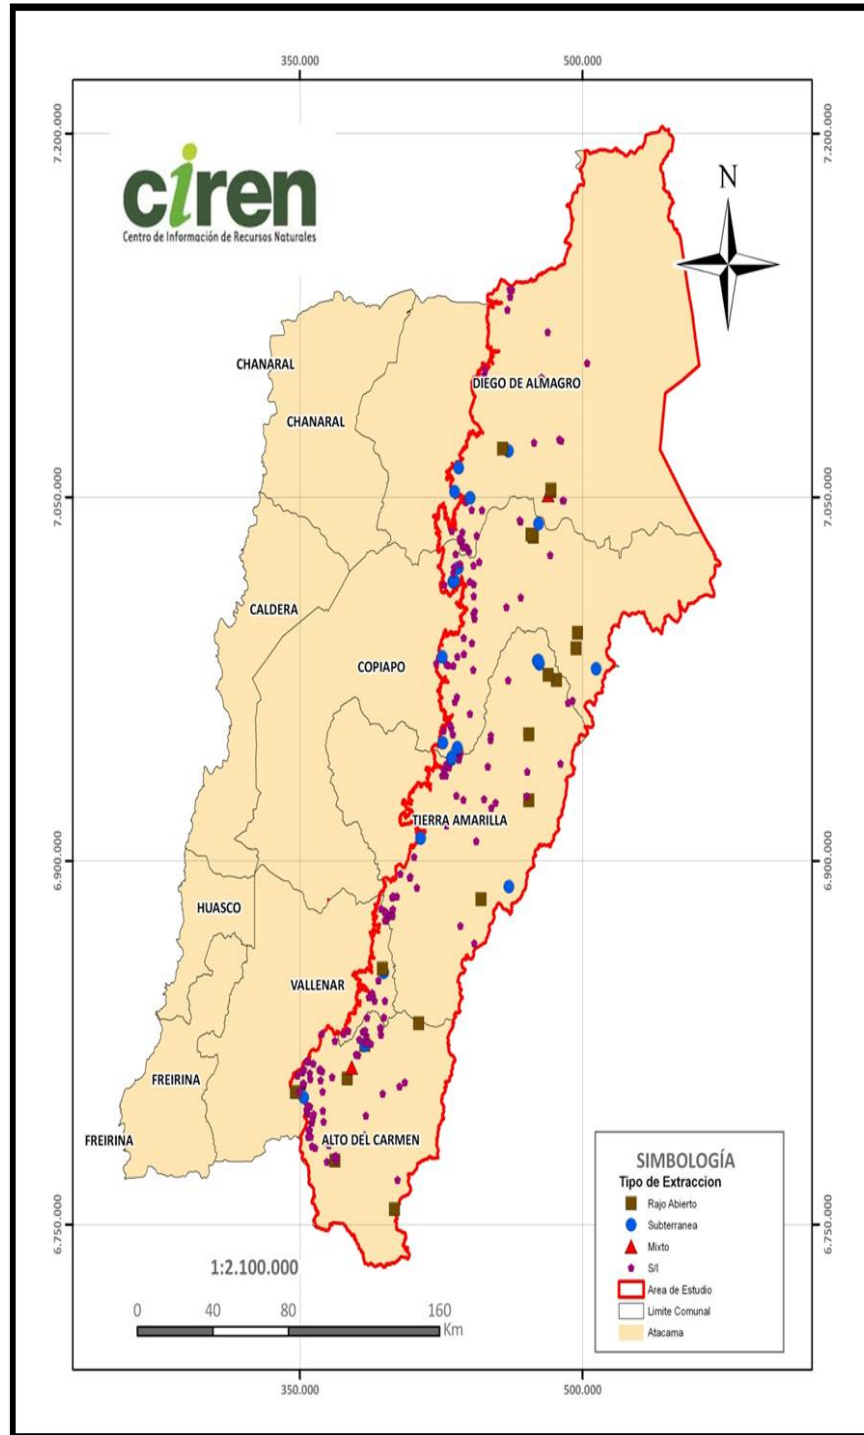 350.000
500.000
7.200.000
7.200.000
ciren
Centro de Información de Recursos Naturales
N
CHANARAL
DIEGO DE ALMAGRO
CHANARAL
7.050.000
7.050.000
CALDERA
COPIAPO
TIERRA AMARILLA
6.900.000
6.900.000
HUASCO
VALLENAR
FREIRINA
FREIRINA
ALTO DEL CARMEN
SIMBOLOGÍA
Tipo de Extraccion
Rajo Abierto
Subterranea
Mixto
S/I
Area de Estudio
Limite Comunal
Atacama
6.750.000
6.750.000
1:2.100.000
0 40 80 160
Km
350.000
500.000